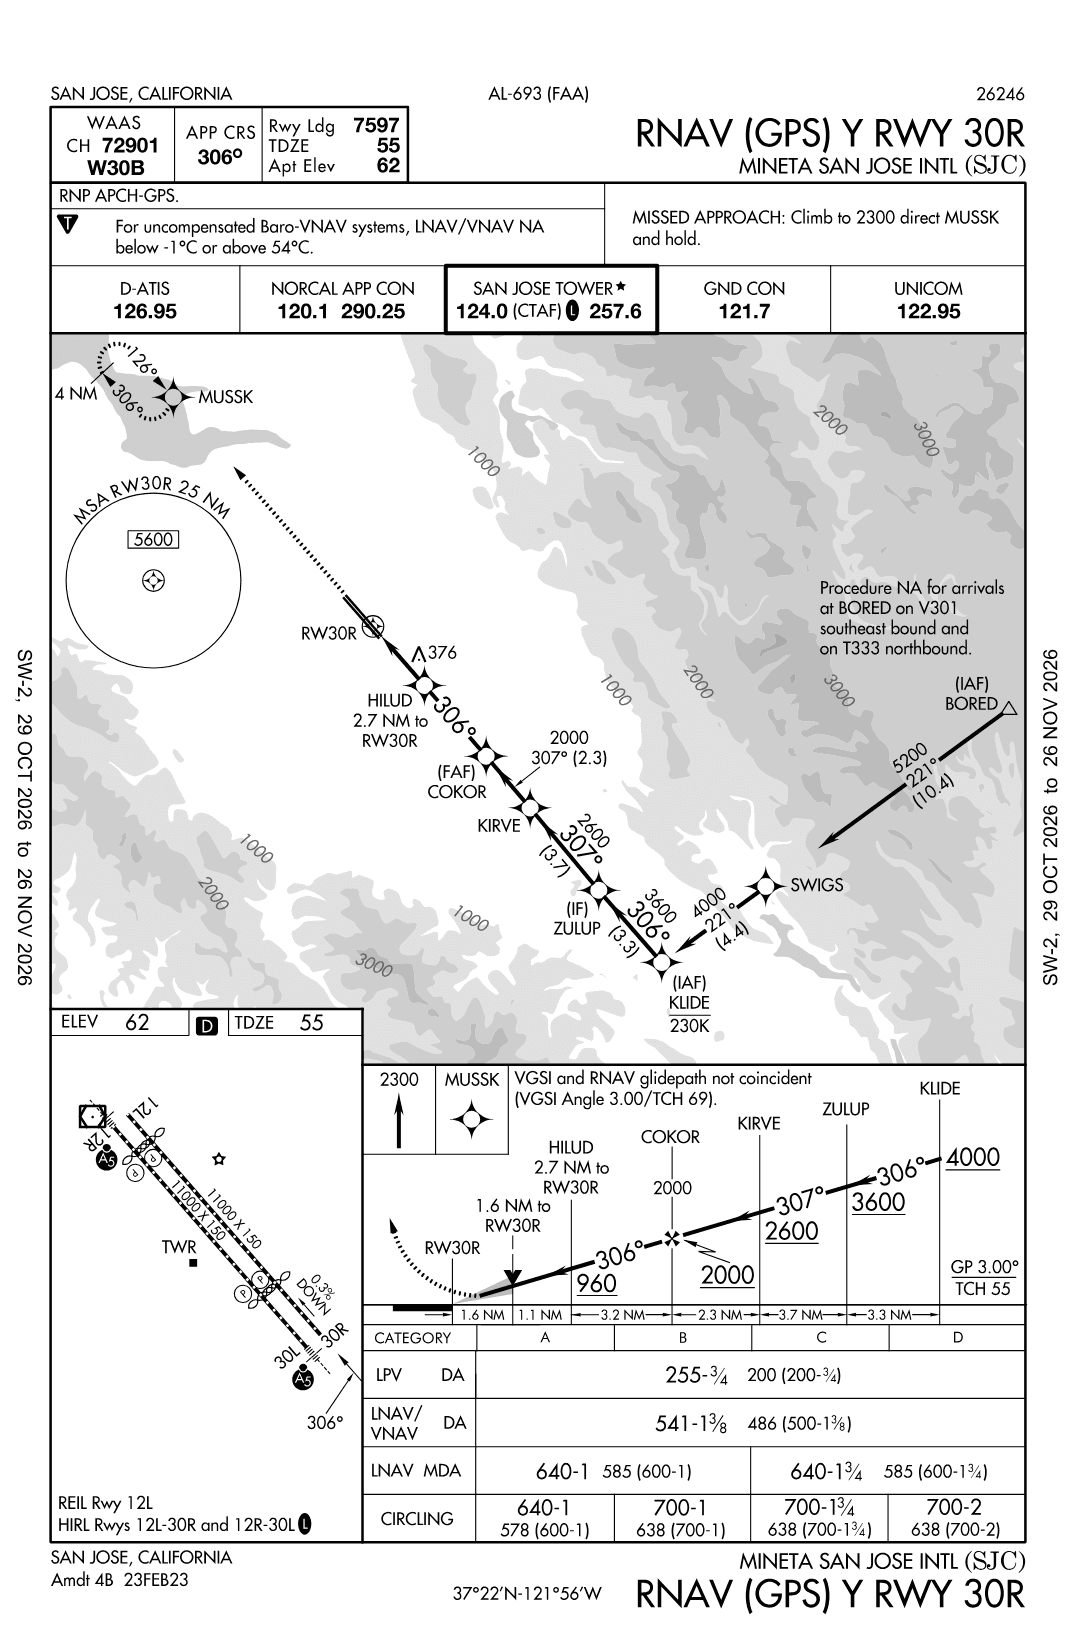 SAN JOSE, CALIFORNIA
AL-693 (FAA)
26246
WAAS
CH 72901
W30B
APP CRS
306°
Rwy Ldg 7597
TDZE 55
Apt Elev 62
RNAV (GPS) Y RWY 30R
MINETA SAN JOSE INTL (SJC)
RNP APCH-GPS.
T
For uncompensated Baro-VNAV systems, LNAV/VNAV NA
below -1°C or above 54°C.
MISSED APPROACH: Climb to 2300 direct MUSSK
and hold.
D-ATIS
126.95
NORCAL APP CON
120.1 290.25
SAN JOSE TOWER★
124.0 (CTAF) L 257.6
GND CON
121.7
UNICOM
122.95
126°
4 NM
306°
MUSSK
MSA RW30R 25 NM
5600
1000
2000
3000
Procedure NA for arrivals
at BORED on V301
southeast bound and
on T333 northbound.
RW30R
376
HILUD
2.7 NM to
RW30R
306°
1000
2000
3000
(IAF)
BORED
5200
221°
(10.4)
2000
307° (2.3)
(FAF)
COKOR
KIRVE
2600
307°
(3.7)
1000
2000
SWIGS
4000
221°
(4.4)
(IF)
ZULUP
3600
306°
(3.3)
1000
3000
(IAF)
KLIDE
230K
SW-2, 29 OCT 2026 to 26 NOV 2026
SW-2, 29 OCT 2026 to 26 NOV 2026
ELEV 62
D
TDZE 55
12L
12R
A5
P
P
11000 X 150
11000 X 150
TWR
P
P
0.3%
DOWN
30R
30L
A5
306°
REIL Rwy 12L
HIRL Rwys 12L-30R and 12R-30L L
2300
MUSSK
VGSI and RNAV glidepath not coincident
(VGSI Angle 3.00/TCH 69).
KLIDE
ZULUP
KIRVE
COKOR
HILUD
2.7 NM to
RW30R
2000
1.6 NM to
RW30R
RW30R
306°
4000
3600
307°
2600
306°
2000
960
GP 3.00°
TCH 55
1.6 NM
1.1 NM
3.2 NM
2.3 NM
3.7 NM
3.3 NM
CATEGORY A B C D
LPV DA 255-¾ 200 (200-¾)
LNAV/
VNAV DA 541-1⅜ 486 (500-1⅜)
LNAV MDA 640-1 585 (600-1) 640-1¾ 585 (600-1¾)
CIRCLING
640-1
578 (600-1)
700-1
638 (700-1)
700-1¾
638 (700-1¾)
700-2
638 (700-2)
SAN JOSE, CALIFORNIA
Amdt 4B 23FEB23
37°22'N-121°56'W
MINETA SAN JOSE INTL (SJC)
RNAV (GPS) Y RWY 30R